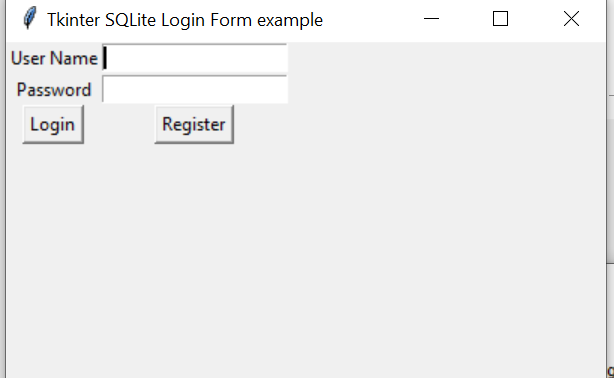 Tkinter SQLite Login Form example
User Name
Password
Login Register